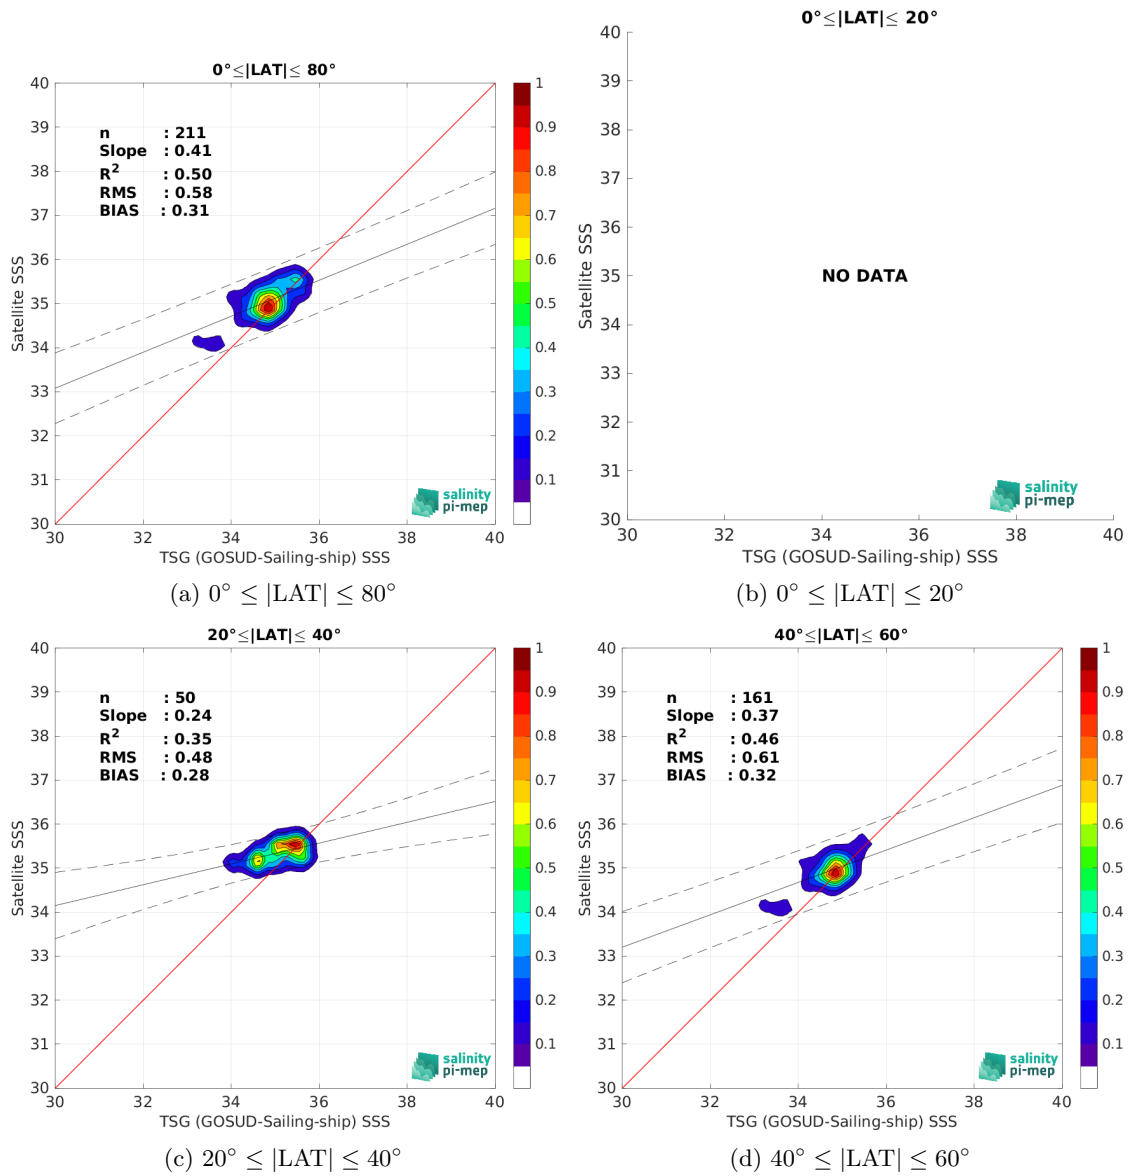 0°≤|LAT|≤ 80°
n : 211
Slope : 0.41
R² : 0.50
RMS : 0.58
BIAS : 0.31
40
39
38
37
36
35
34
33
32
31
30
Satellite SSS
30 32 34 36 38 40
TSG (GOSUD-Sailing-ship) SSS
1
0.9
0.8
0.7
0.6
0.5
0.4
0.3
0.2
0.1
salinity
pi-mep
(a) 0° ≤ |LAT| ≤ 80°
0°≤|LAT|≤ 20°
40
39
38
37
36
35
34
33
32
31
30
Satellite SSS
NO DATA
salinity
pi-mep
30 32 34 36 38 40
TSG (GOSUD-Sailing-ship) SSS
(b) 0° ≤ |LAT| ≤ 20°
20°≤|LAT|≤ 40°
n : 50
Slope : 0.24
R² : 0.35
RMS : 0.48
BIAS : 0.28
40
39
38
37
36
35
34
33
32
31
30
Satellite SSS
30 32 34 36 38 40
TSG (GOSUD-Sailing-ship) SSS
1
0.9
0.8
0.7
0.6
0.5
0.4
0.3
0.2
0.1
salinity
pi-mep
(c) 20° ≤ |LAT| ≤ 40°
40°≤|LAT|≤ 60°
n : 161
Slope : 0.37
R² : 0.46
RMS : 0.61
BIAS : 0.32
40
39
38
37
36
35
34
33
32
31
30
Satellite SSS
30 32 34 36 38 40
TSG (GOSUD-Sailing-ship) SSS
1
0.9
0.8
0.7
0.6
0.5
0.4
0.3
0.2
0.1
salinity
pi-mep
(d) 40° ≤ |LAT| ≤ 60°